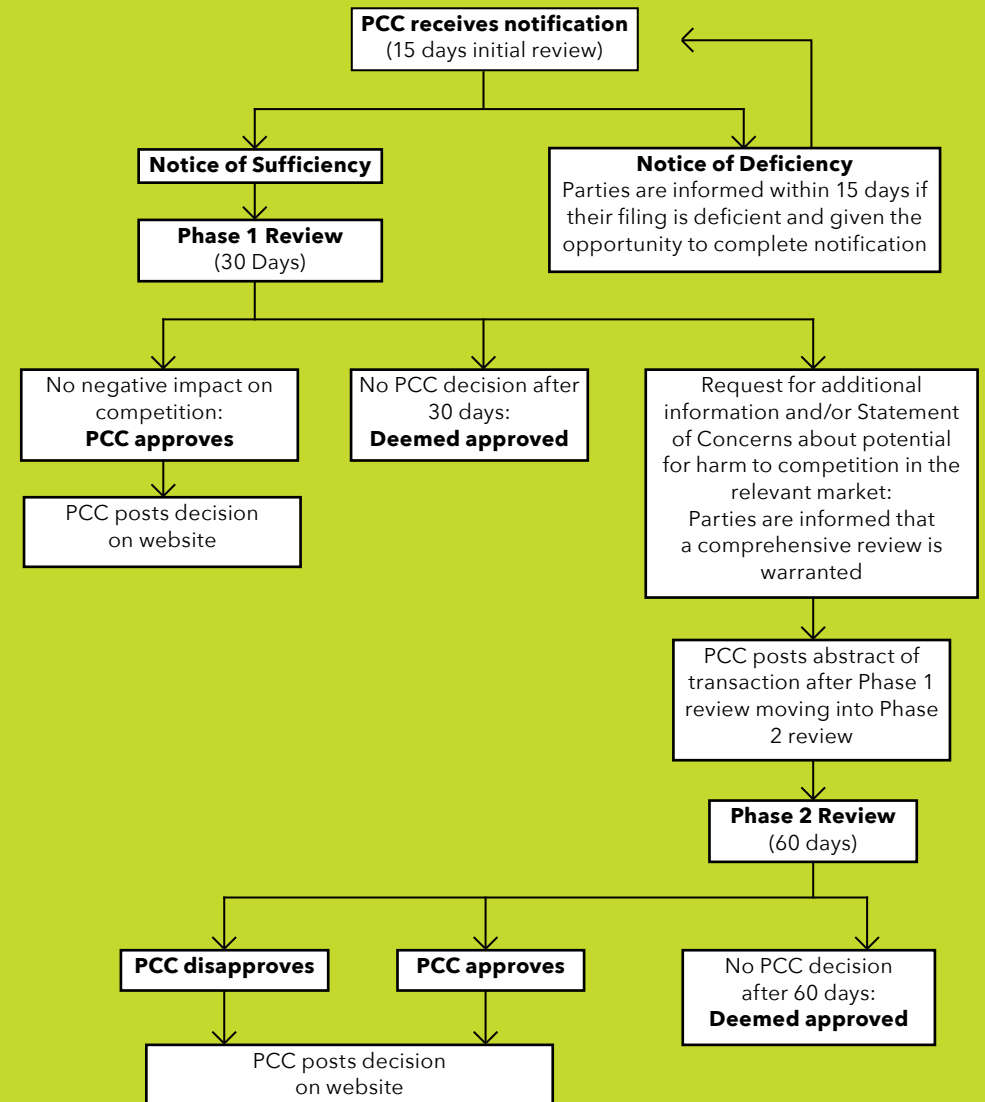 PCC receives notification
(15 days initial review)
Notice of Sufficiency
Notice of Deficiency
Parties are informed within 15 days if
their filing is deficient and given the
opportunity to complete notification
Phase 1 Review
(30 Days)
No negative impact on
competition:
PCC approves
No PCC decision after
30 days:
Deemed approved
Request for additional
information and/or Statement
of Concerns about potential
for harm to competition in the
relevant market:
Parties are informed that
a comprehensive review is
warranted
PCC posts decision
on website
PCC posts abstract of
transaction after Phase 1
review moving into Phase
2 review
Phase 2 Review
(60 days)
PCC disapproves
PCC approves
No PCC decision
after 60 days:
Deemed approved
PCC posts decision
on website